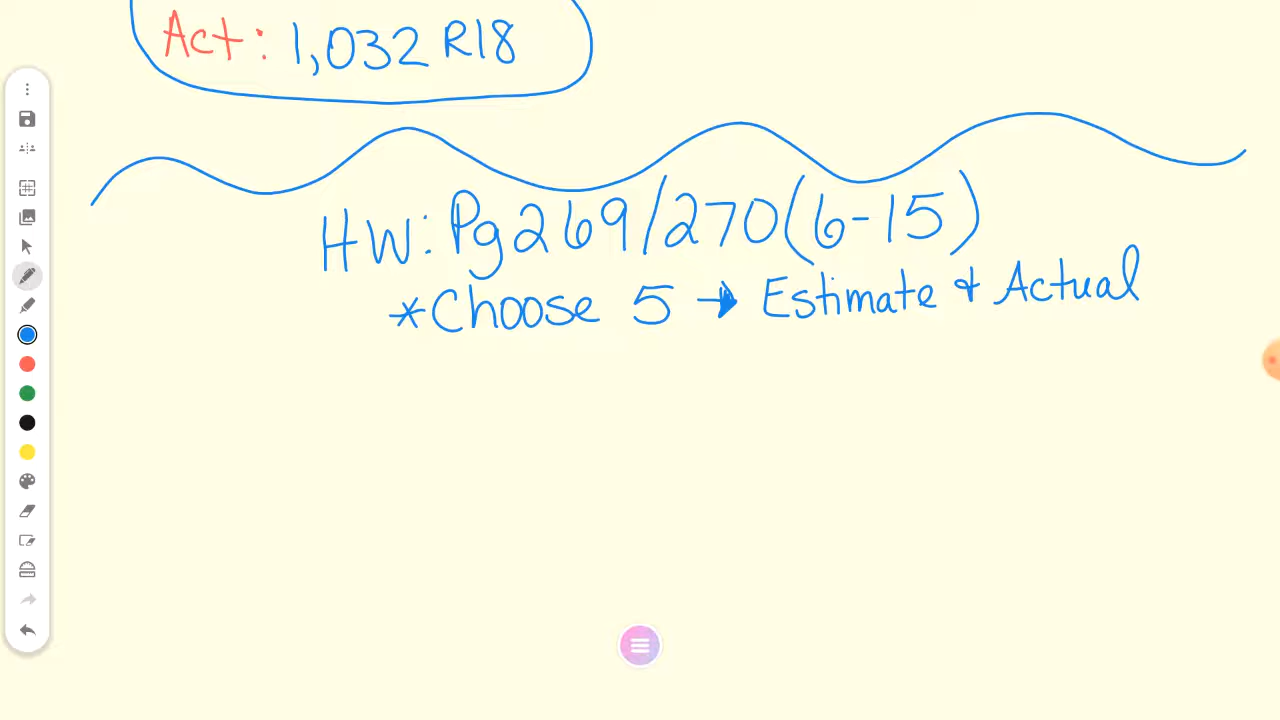 Act: 1,032 R18
HW: Pg 269/270 (6-15)
*Choose 5 → Estimate & Actual